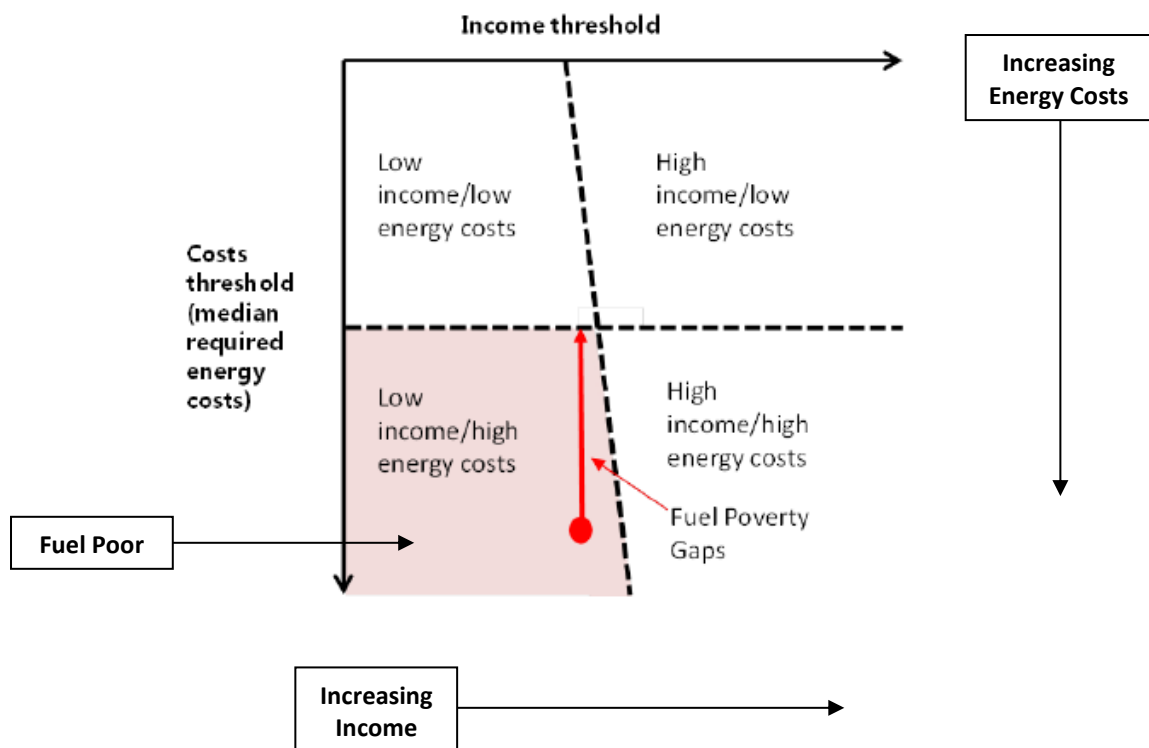 Income threshold
Increasing
Energy Costs
Low
income/low
energy costs
High
income/low
energy costs
Costs
threshold
(median
required
energy
costs)
Low
income/high
energy costs
High
income/high
energy costs
Fuel Poverty
Gaps
Fuel Poor
Increasing
Income